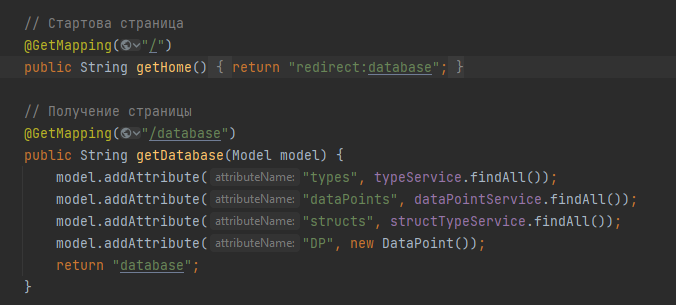 // Стартова страница
@GetMapping("/")
public String getHome() { return "redirect:database"; }
// Получение страницы
@GetMapping("/database")
public String getDatabase(Model model) {
model.addAttribute( attributeName: "types", typeService.findAll());
model.addAttribute( attributeName: "dataPoints", dataPointService.findAll());
model.addAttribute( attributeName: "structs", structTypeService.findAll());
model.addAttribute( attributeName: "DP", new DataPoint());
return "database";
}